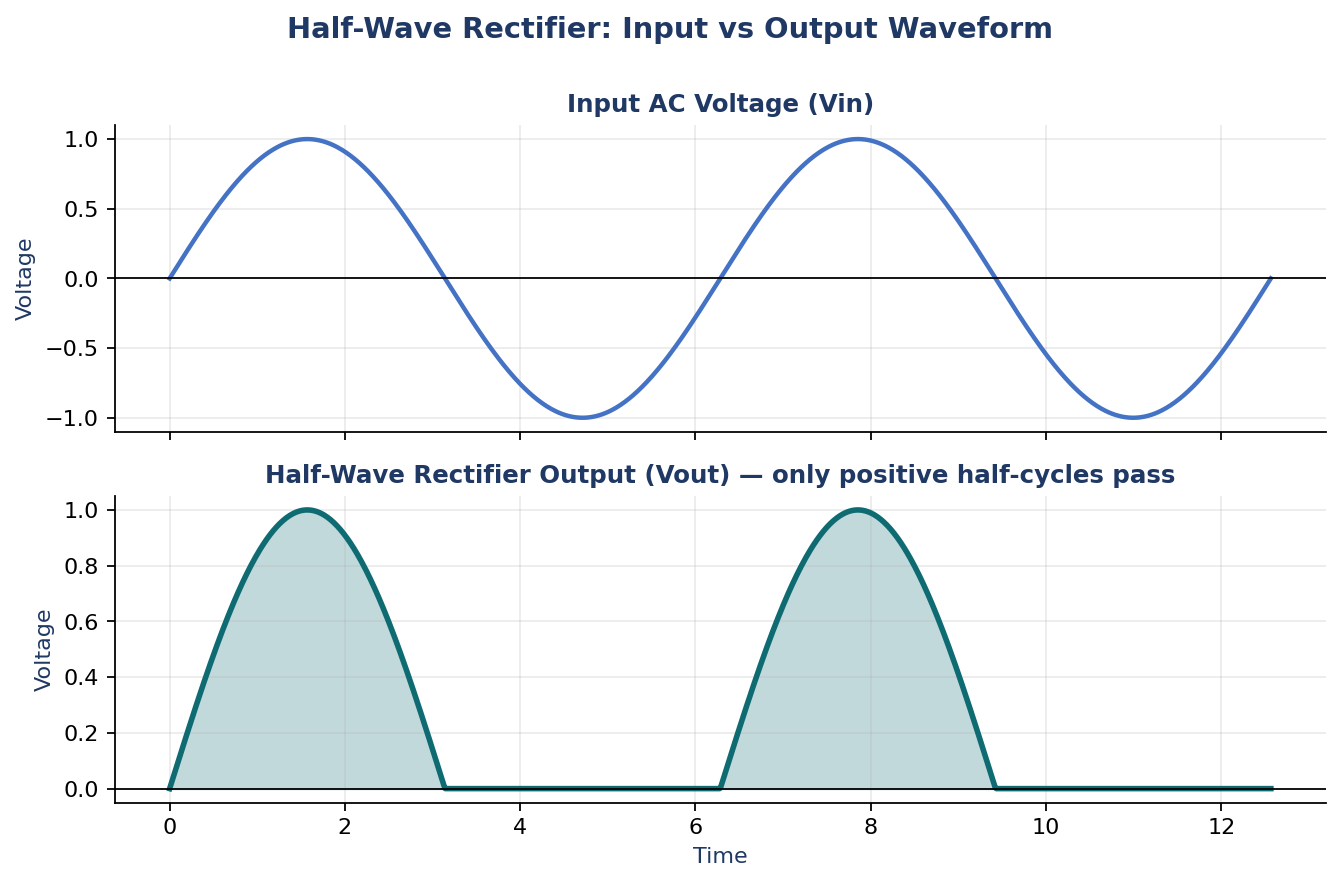 Half-Wave Rectifier: Input vs Output Waveform
Input AC Voltage (Vin)
1.0
0.5
0.0
−0.5
−1.0
Voltage
Half-Wave Rectifier Output (Vout) — only positive half-cycles pass
1.0
0.8
0.6
0.4
0.2
0.0
Voltage
0 2 4 6 8 10 12
Time